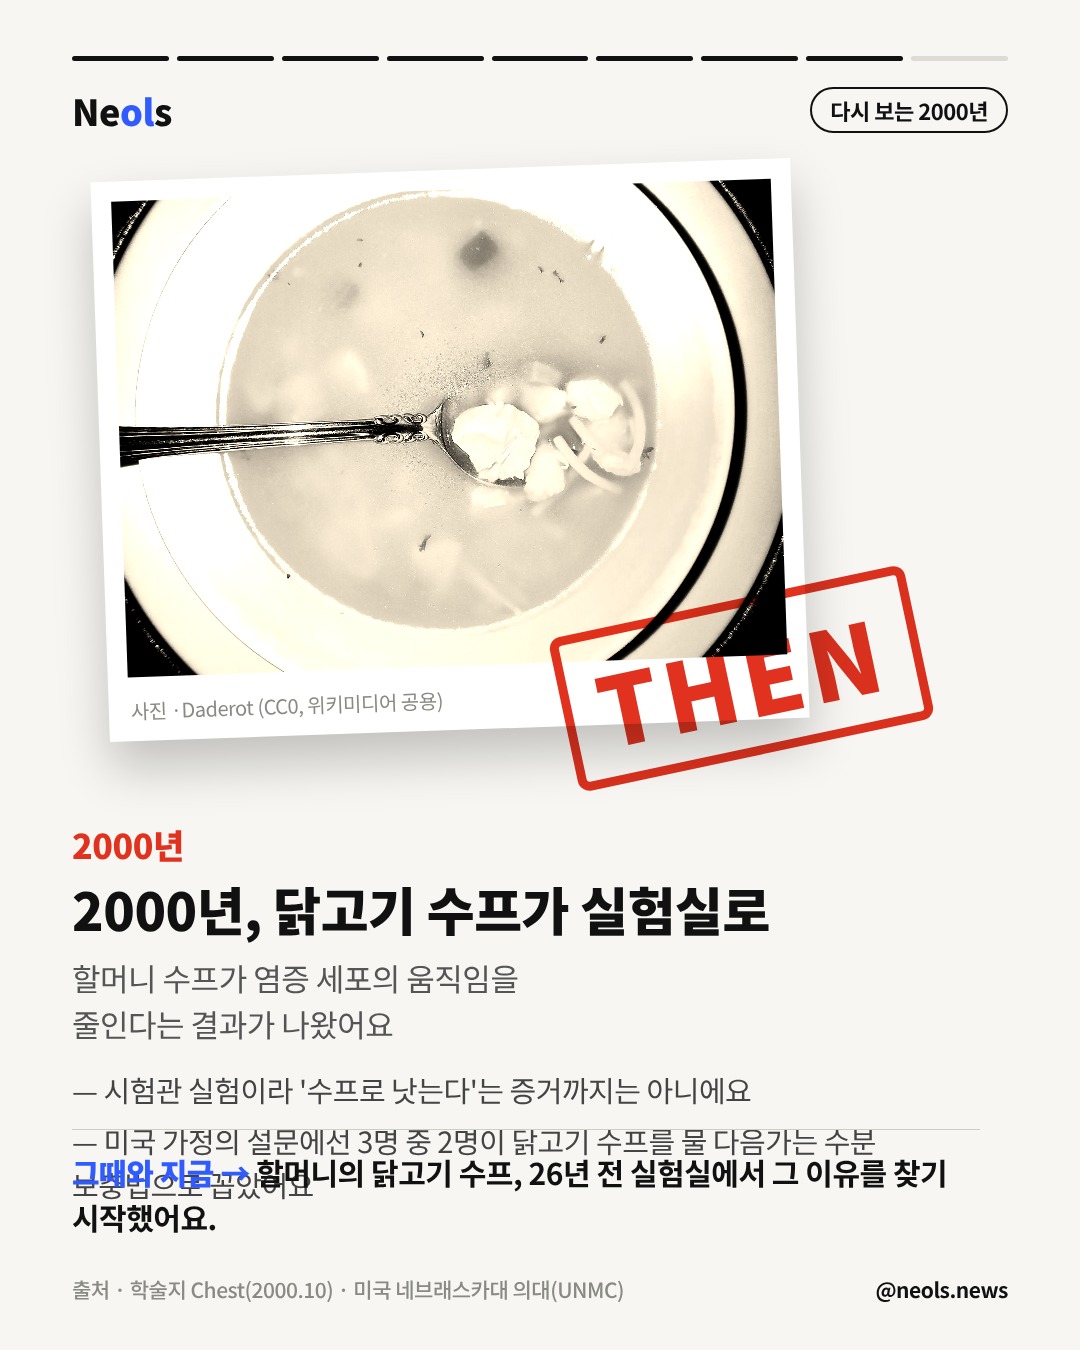 Neols
다시 보는 2000년
사진 · Daderot (CC0, 위키미디어 공용)
THEN
2000년
2000년, 닭고기 수프가 실험실로
할머니 수프가 염증 세포의 움직임을
줄인다는 결과가 나왔어요
— 시험관 실험이라 '수프로 낫는다'는 증거까지는 아니에요
— 미국 가정의 설문에선 3명 중 2명이 닭고기 수프를 물 다음가는 수분
보충법으로 꼽았어요
그때와 지금 → 할머니의 닭고기 수프, 26년 전 실험실에서 그 이유를 찾기
시작했어요.
출처 · 학술지 Chest(2000.10) · 미국 네브래스카대 의대(UNMC)
@neols.news